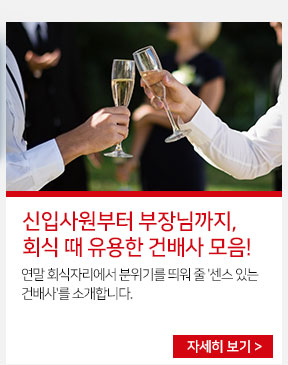 신입사원부터 부장님까지,
회식 때 유용한 건배사 모음!
연말 회식자리에서 분위기를 띄워 줄 '센스 있는
건배사'를 소개합니다.
자세히 보기 >